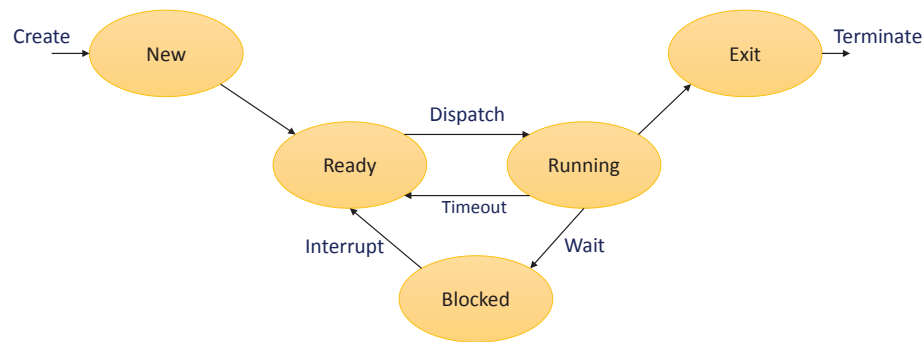 Create
New
Exit
Terminate
Dispatch
Ready
Running
Timeout
Interrupt
Wait
Blocked